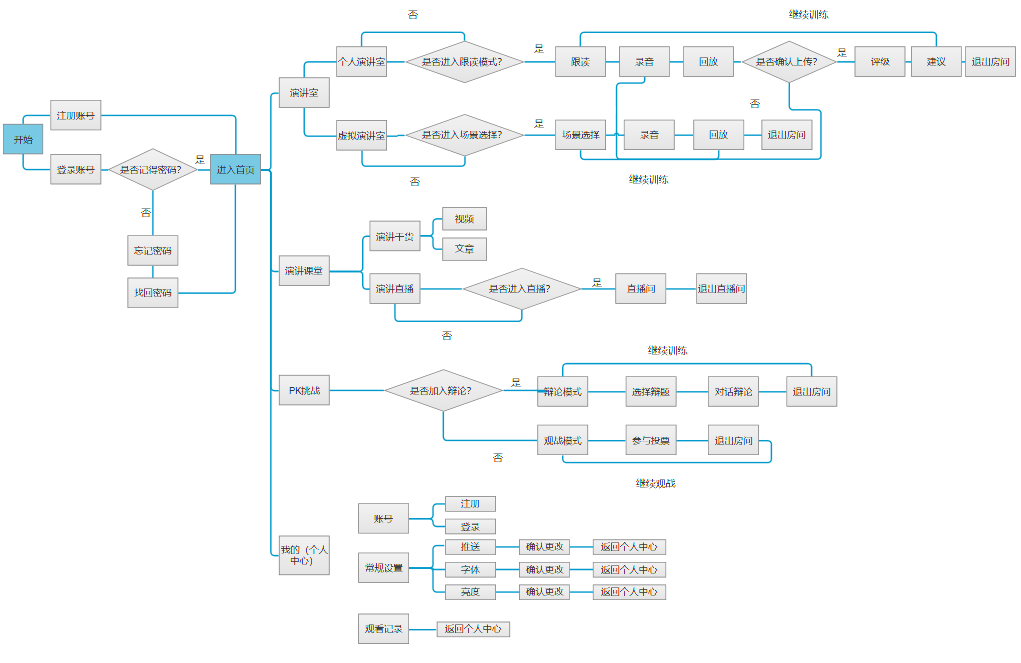 开始
注册账号
登录账号
是否记得密码?
是
否
忘记密码
找回密码
进入首页
演讲室
否
个人演讲室
是否进入跟读模式?
是
继续训练
跟读
录音
回放
是否确认上传?
是
否
评级
建议
退出房间
虚拟演讲室
是否进入场景选择?
是
否
场景选择
录音
回放
退出房间
继续训练
演讲课堂
演讲干货
视频
文章
演讲直播
是否进入直播?
是
否
直播间
退出直播间
PK挑战
是否加入辩论?
是
否
继续训练
辩论模式
选择辩题
对话辩论
退出房间
观战模式
参与投票
退出房间
继续观战
我的（个人
中心）
账号
注册
登录
常规设置
推送
确认更改
返回个人中心
字体
确认更改
返回个人中心
亮度
确认更改
返回个人中心
观看记录
返回个人中心